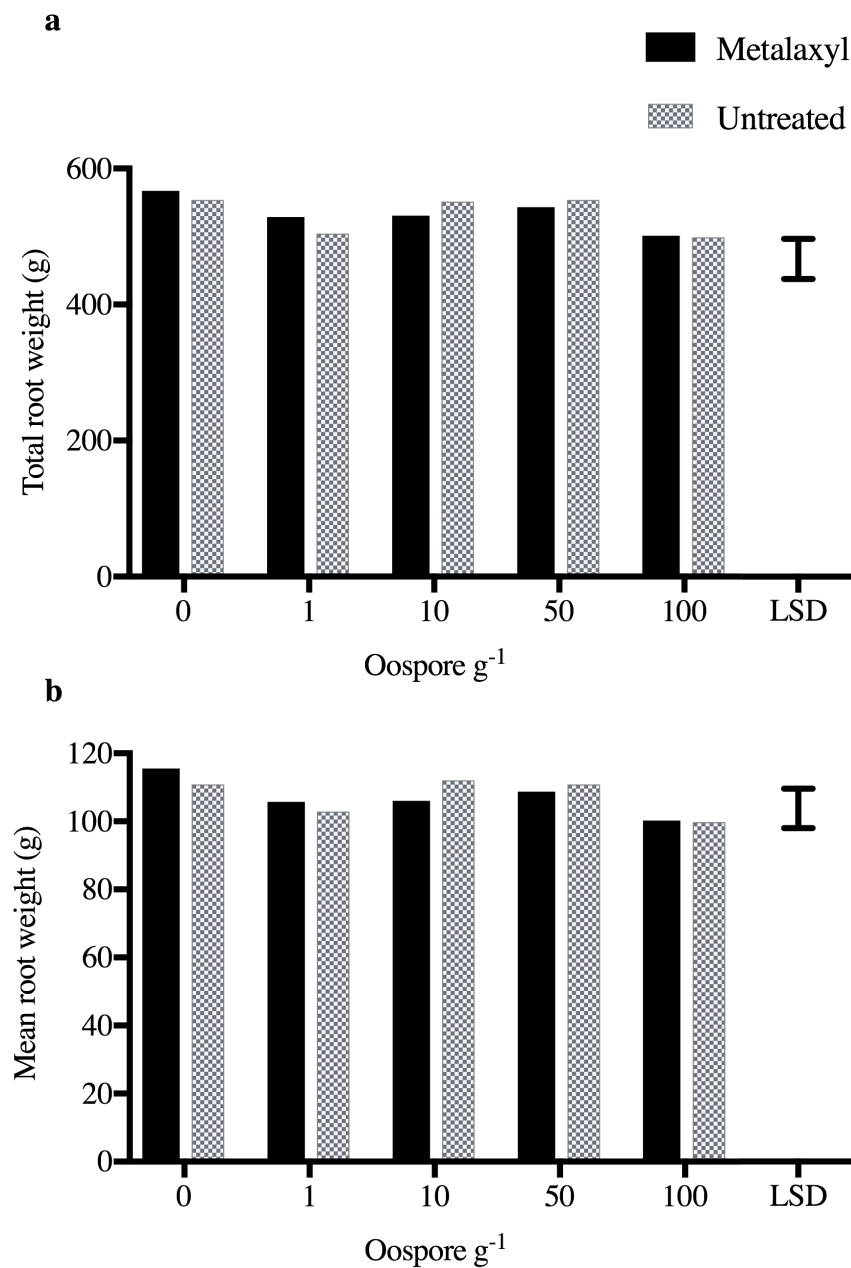 a
Metalaxyl
Untreated
Total root weight (g)
600
400
200
0
0 1 10 50 100 LSD
Oospore g⁻¹
b
Mean root weight (g)
120
100
80
60
40
20
0
0 1 10 50 100 LSD
Oospore g⁻¹